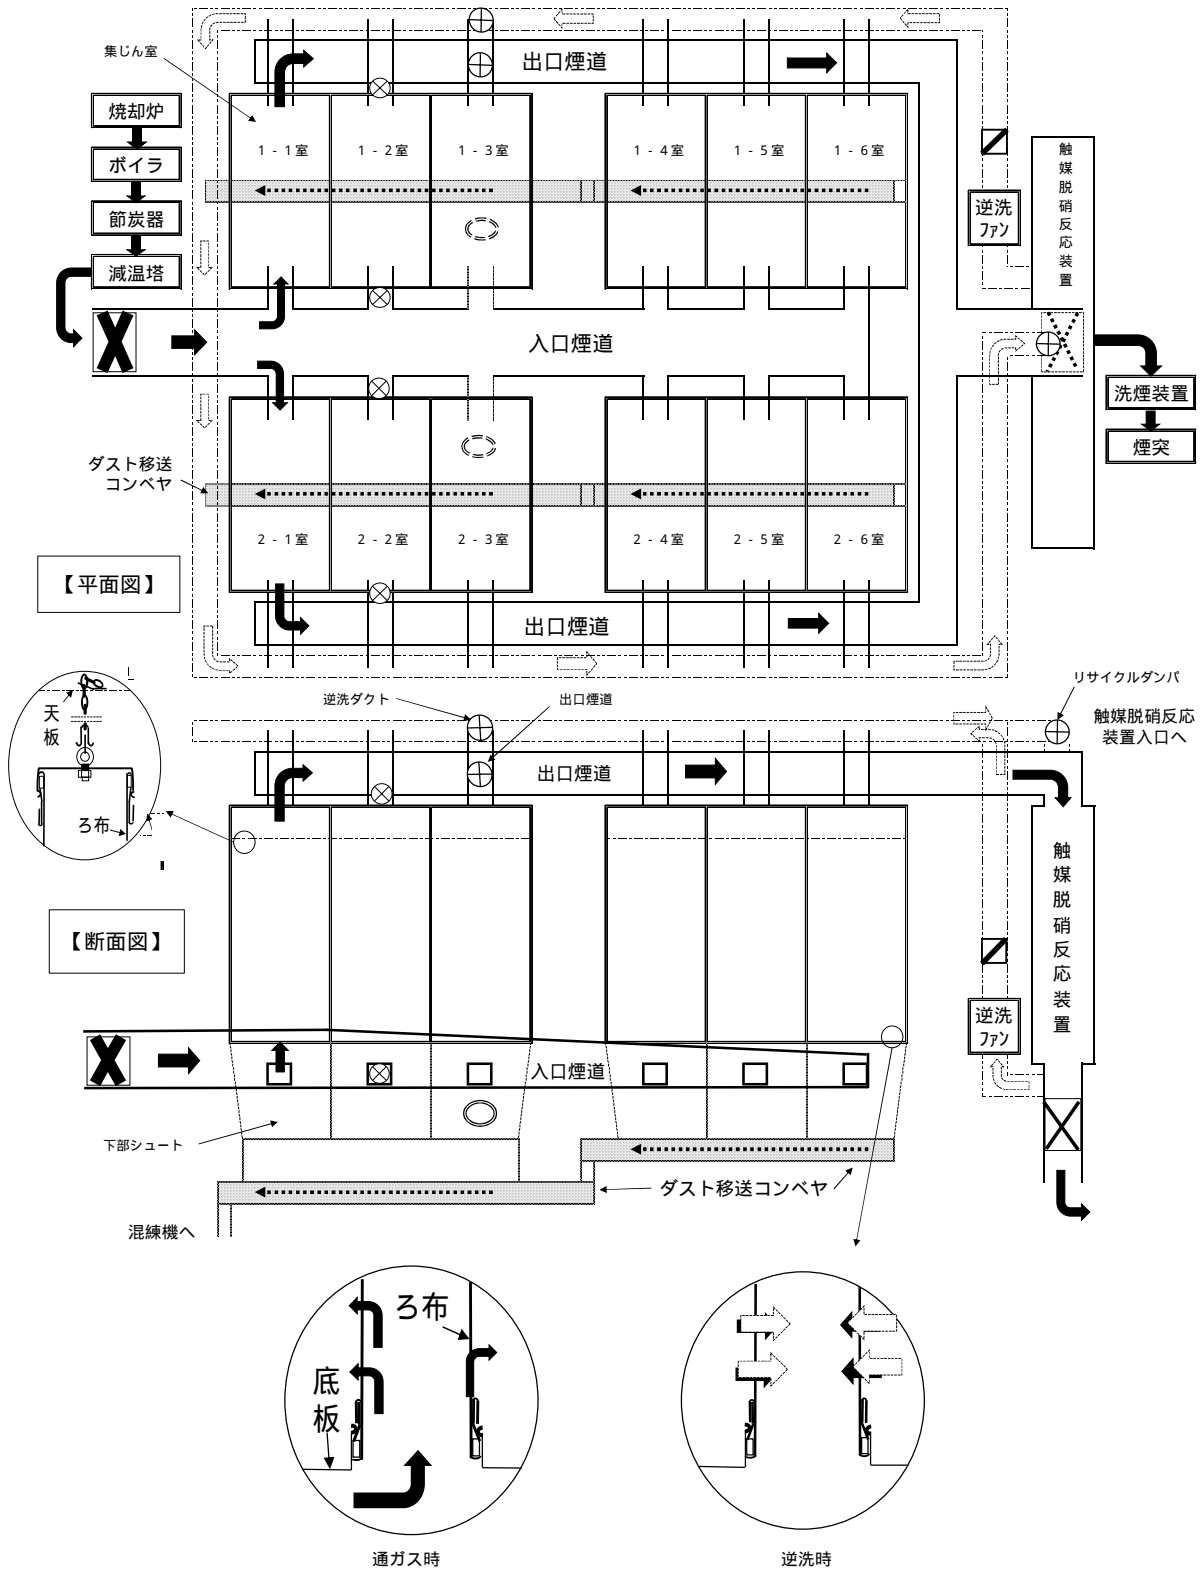 集じん室
出口煙道
焼却炉
ボイラ
節炭器
減温塔
1-1室
1-2室
1-3室
1-4室
1-5室
1-6室
逆洗
ファン
触媒脱硝反応装置
入口煙道
洗煙装置
煙突
ダスト移送
コンベヤ
2-1室
2-2室
2-3室
2-4室
2-5室
2-6室
【平面図】
出口煙道
逆洗ダクト
出口煙道
リサイクルダンパ
触媒脱硝反応
装置入口へ
天板
ろ布
出口煙道
触媒脱硝反応装置
【断面図】
逆洗
ファン
入口煙道
下部シュート
ダスト移送コンベヤ
混練機へ
ろ布
底板
通ガス時
逆洗時